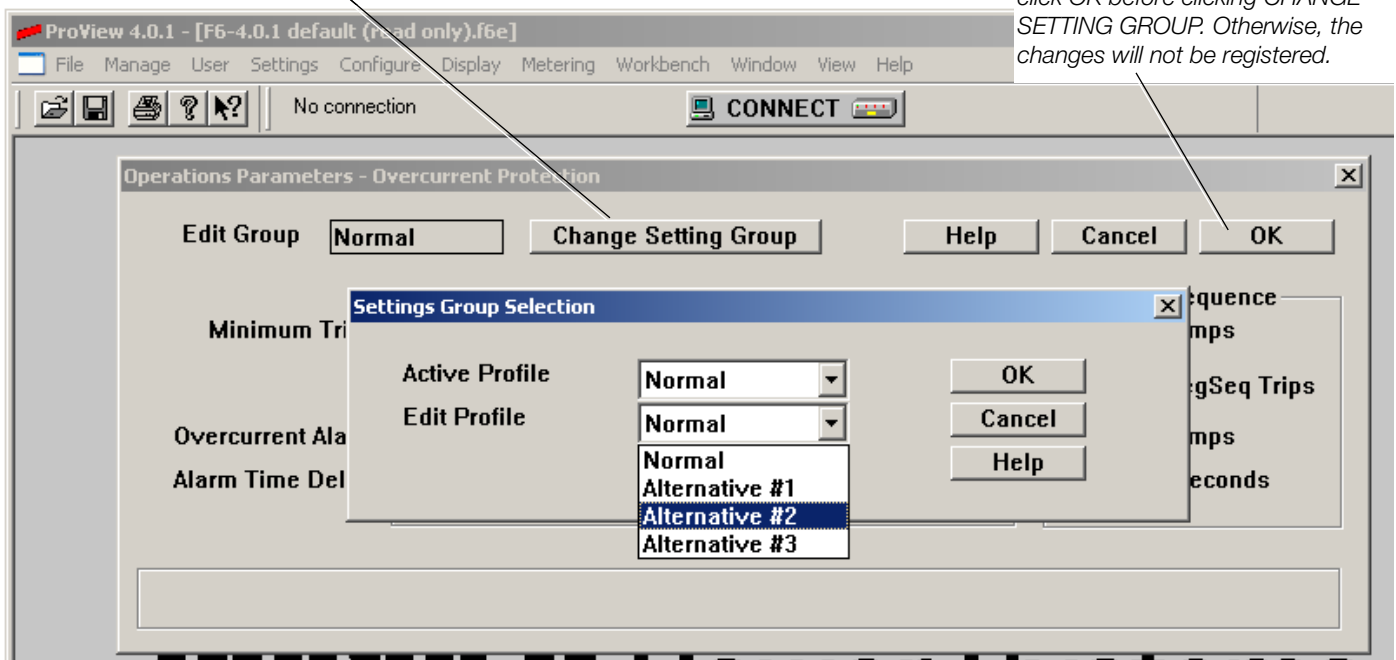 click OK before clicking CHANGE
SETTING GROUP. Otherwise, the
changes will not be registered.
ProView 4.0.1 - [F6-4.0.1 default (read only).f6e]
File Manage User Settings Configure Display Metering Workbench Window View Help
No connection
CONNECT
Operations Parameters - Overcurrent Protection
Edit Group Normal Change Setting Group Help Cancel OK
Settings Group Selection
equence
Minimum Tri
mps
Active Profile Normal OK
gSeq Trips
Edit Profile Normal Cancel
Overcurrent Ala
mps
Normal
Help
Alarm Time Del
Alternative #1
econds
Alternative #2
Alternative #3